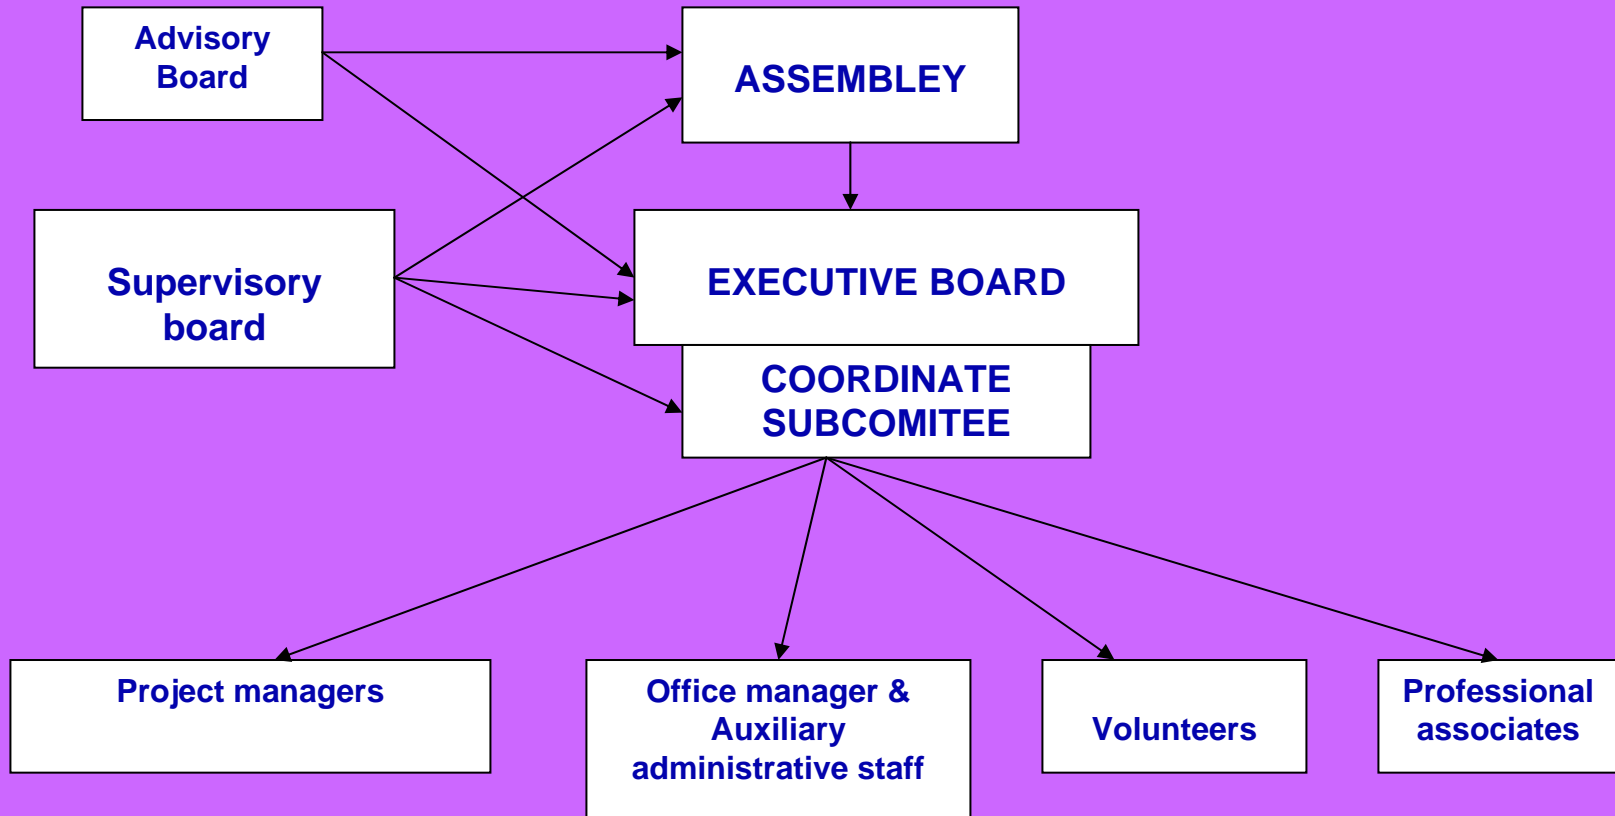 Advisory
Board
ASSEMBLEY
Supervisory
board
EXECUTIVE BOARD
COORDINATE
SUBCOMITEE
Project managers
Office manager &
Auxiliary
administrative staff
Volunteers
Professional
associates